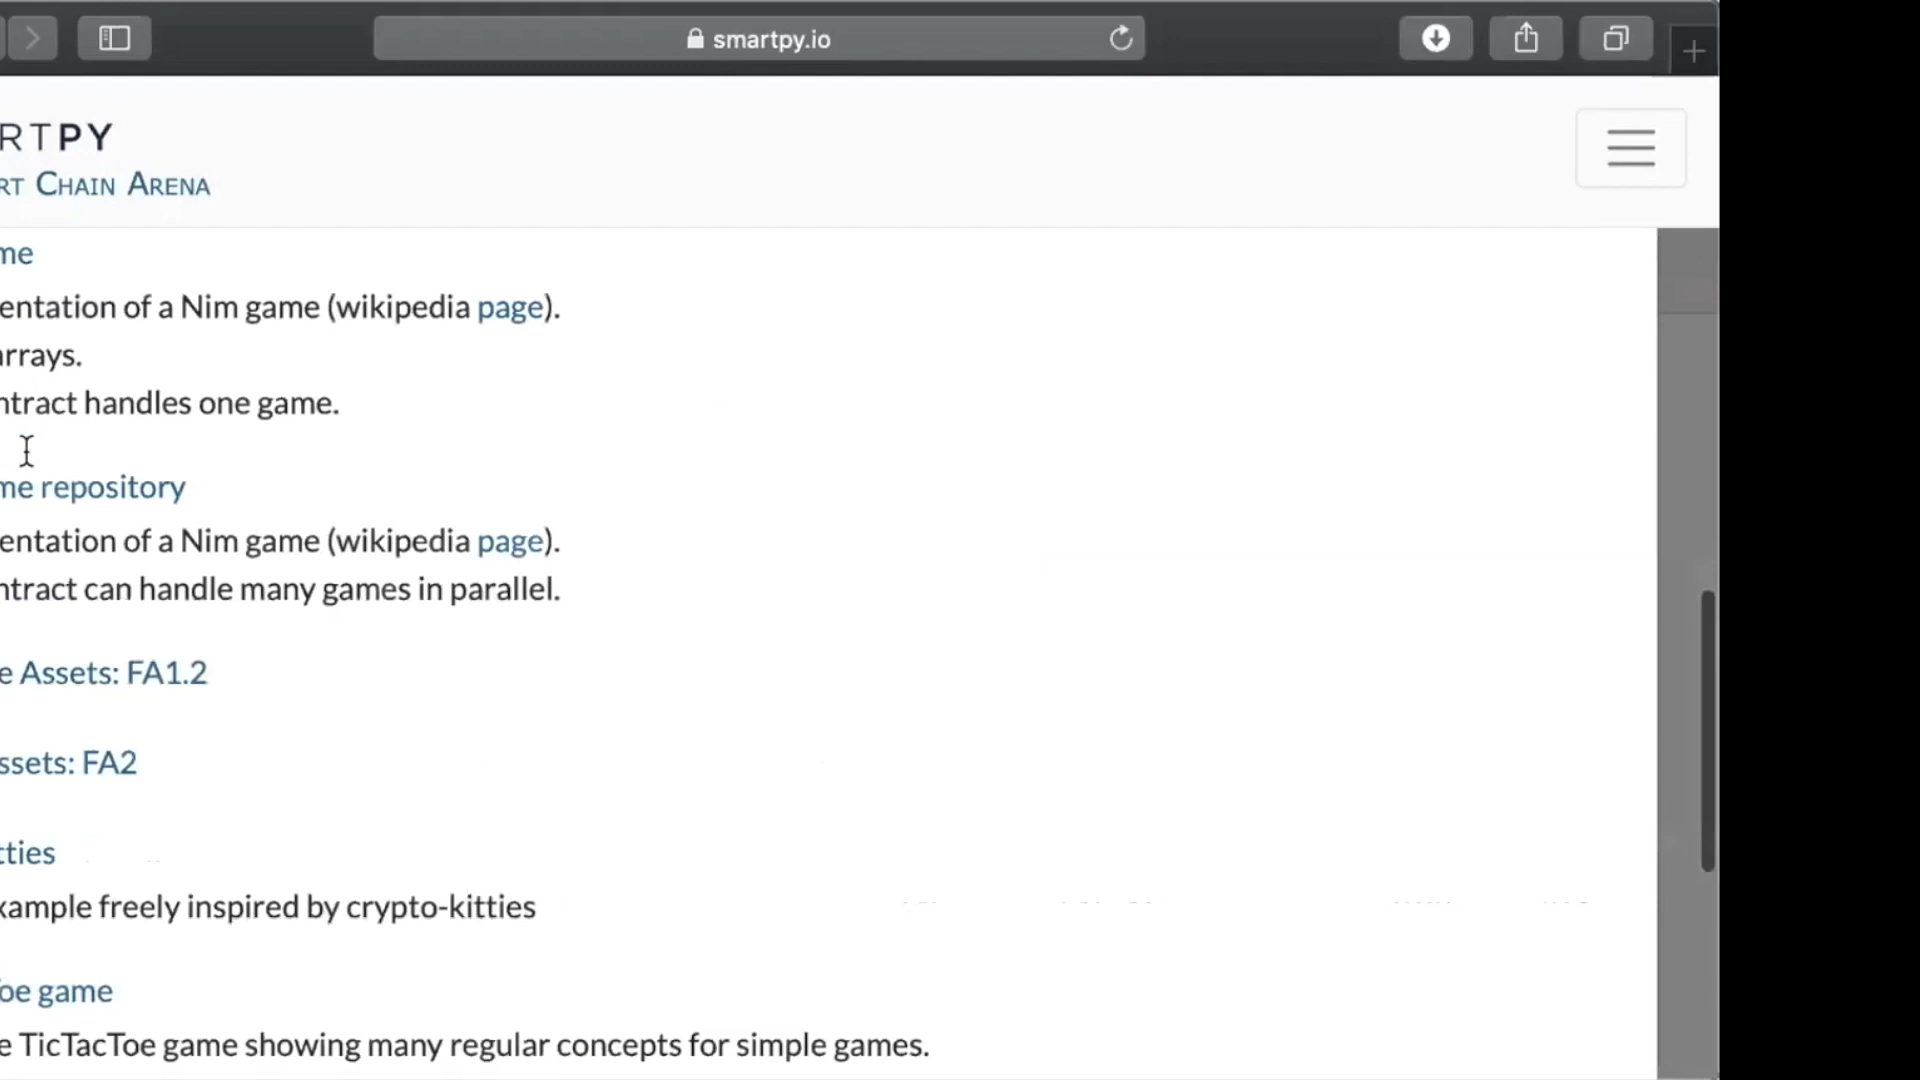 smartpy.io
RTPY
RT CHAIN ARENA
me
entation of a Nim game (wikipedia page).
arrays.
ntract handles one game.
me repository
entation of a Nim game (wikipedia page).
ntract can handle many games in parallel.
e Assets: FA1.2
ssets: FA2
tties
xample freely inspired by crypto-kitties
oe game
e TicTacToe game showing many regular concepts for simple games.